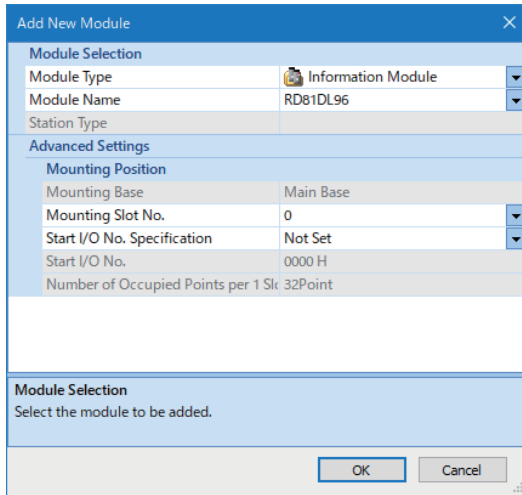 Add New Module
Module Selection
Module Type Information Module
Module Name RD81DL96
Station Type
Advanced Settings
Mounting Position
Mounting Base Main Base
Mounting Slot No. 0
Start I/O No. Specification Not Set
Start I/O No. 0000 H
Number of Occupied Points per 1 Slo 32Point
Module Selection
Select the module to be added.
OK Cancel